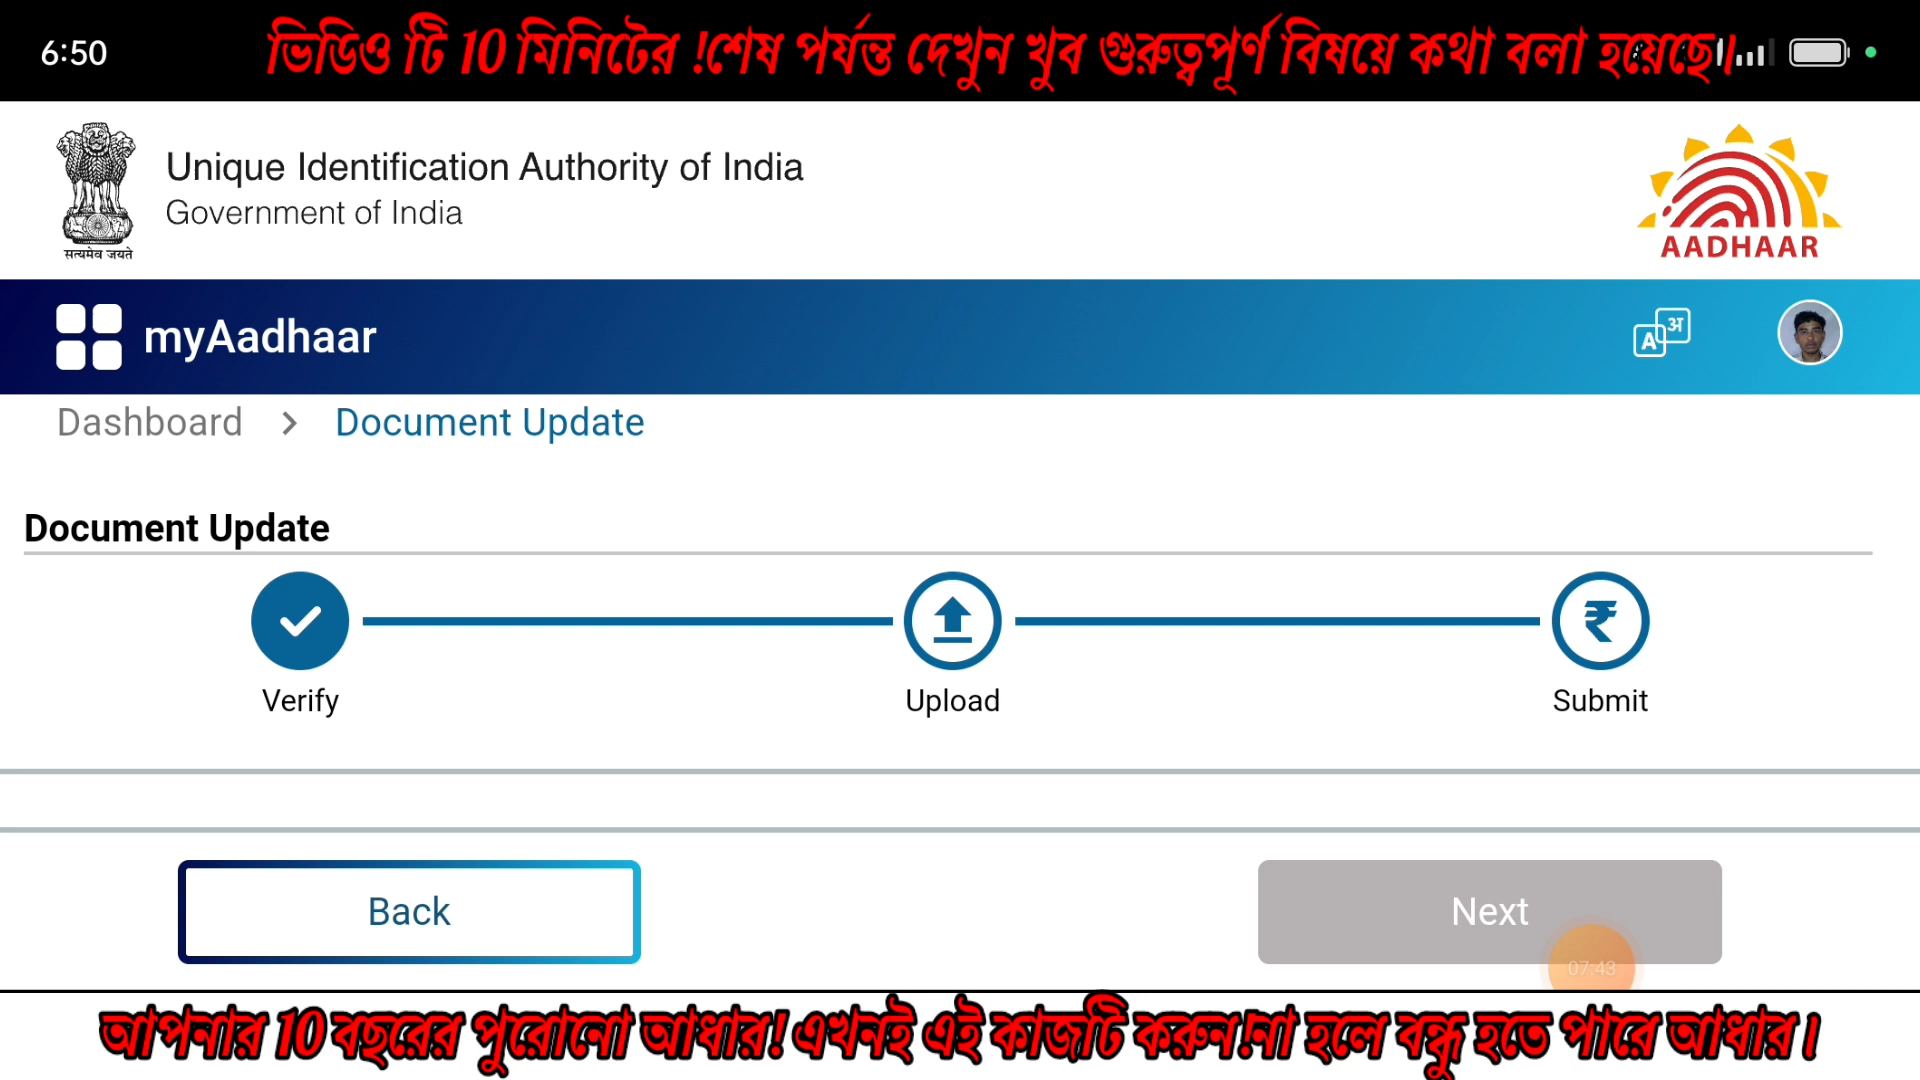 6:50
ভিডিও টি 10 মিনিটের !শেষ পর্যন্ত দেখুন খুব গুরুত্বপূর্ণ বিষয়ে কথা বলা হয়েছে।
Unique Identification Authority of India
Government of India
सत्यमेव जयते
AADHAAR
myAadhaar
A अ
Dashboard > Document Update
Document Update
₹
Verify Upload Submit
Back Next
07:43
আপনার 10 বছরের পুরোনো আধার! এখনই এই কাজটি করুন!না হলে বন্ধু হতে পারে আধার।